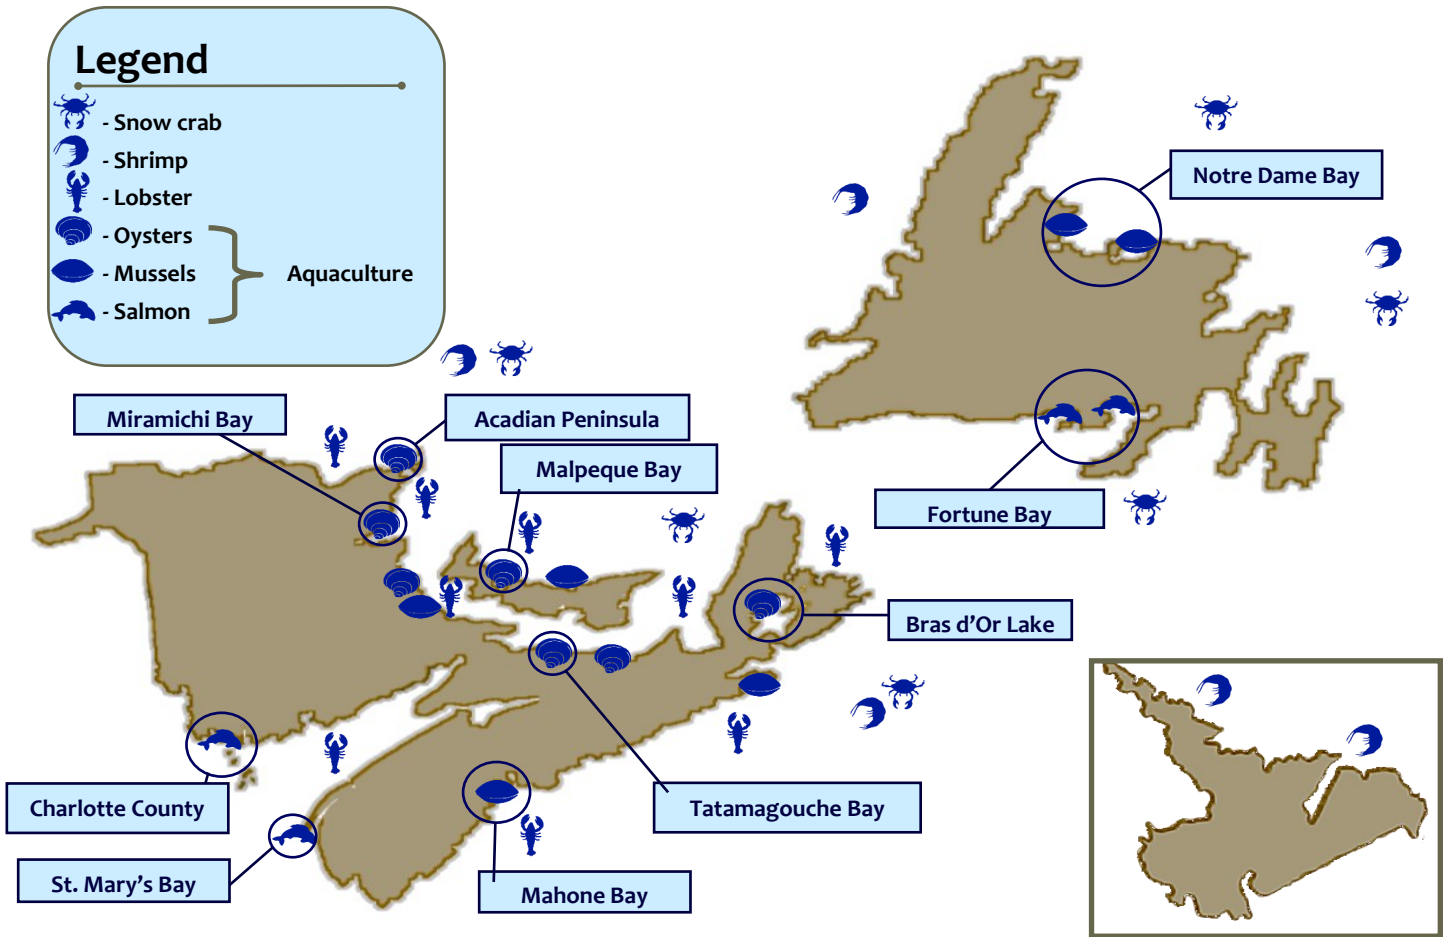 Legend
- Snow crab
- Shrimp
- Lobster
- Oysters
- Mussels
- Salmon
Aquaculture
Notre Dame Bay
Miramichi Bay
Acadian Peninsula
Malpeque Bay
Fortune Bay
Bras d’Or Lake
Charlotte County
Tatamagouche Bay
St. Mary’s Bay
Mahone Bay